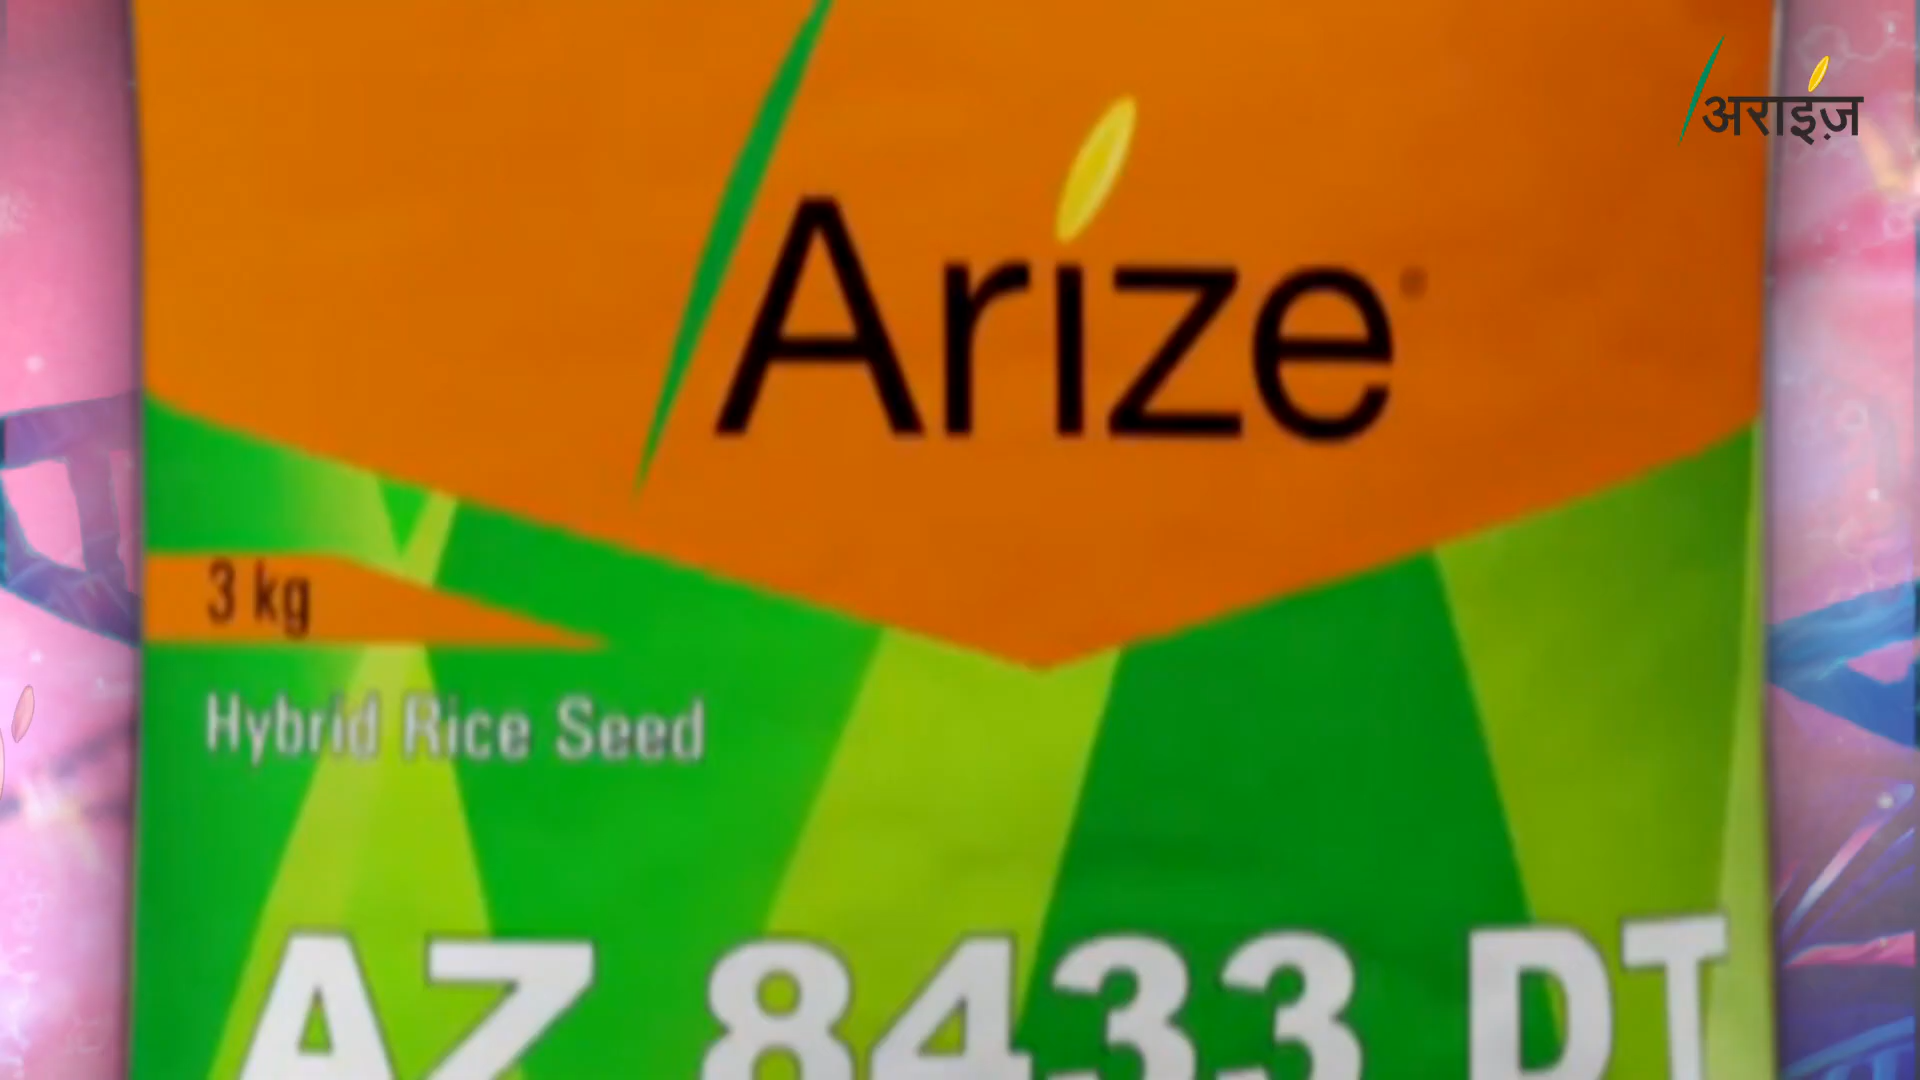 अराइज़
Arize
3 kg
Hybrid Rice Seed
AZ 8433 DT